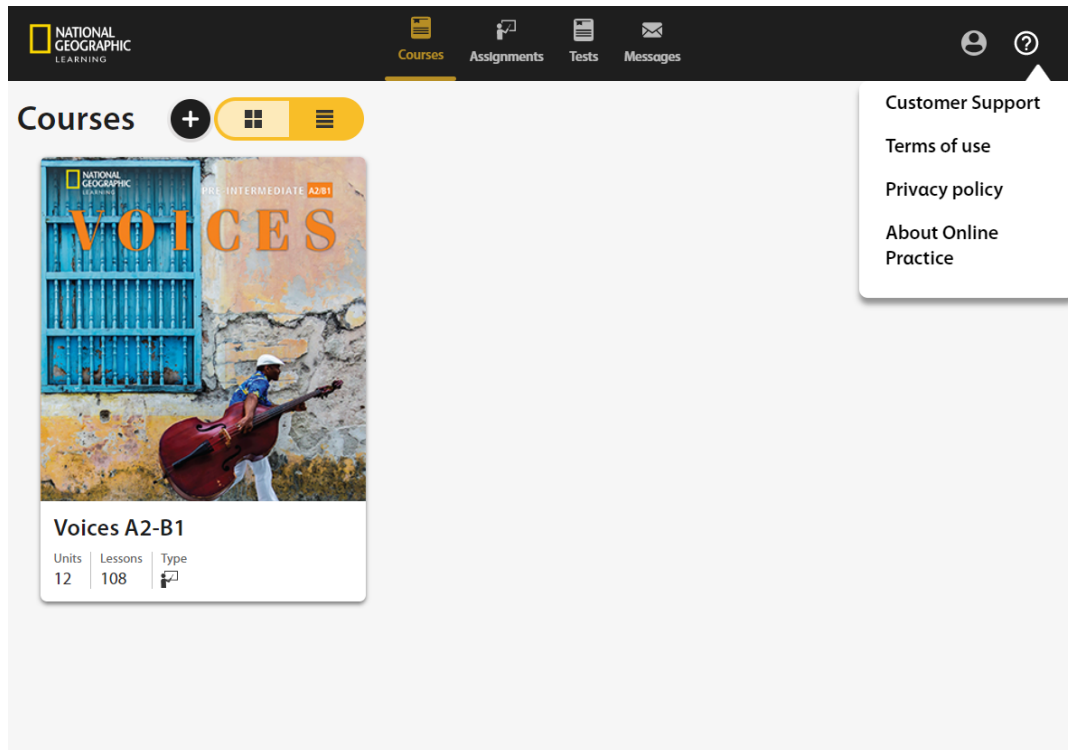 NATIONAL
GEOGRAPHIC
LEARNING
Courses
Assignments
Tests
Messages
Customer Support
Terms of use
Privacy policy
About Online
Practice
Courses
NATIONAL
GEOGRAPHIC
LEARNING
PRE-INTERMEDIATE A2/B1
VOICES
Voices A2-B1
Units Lessons Type
12 108